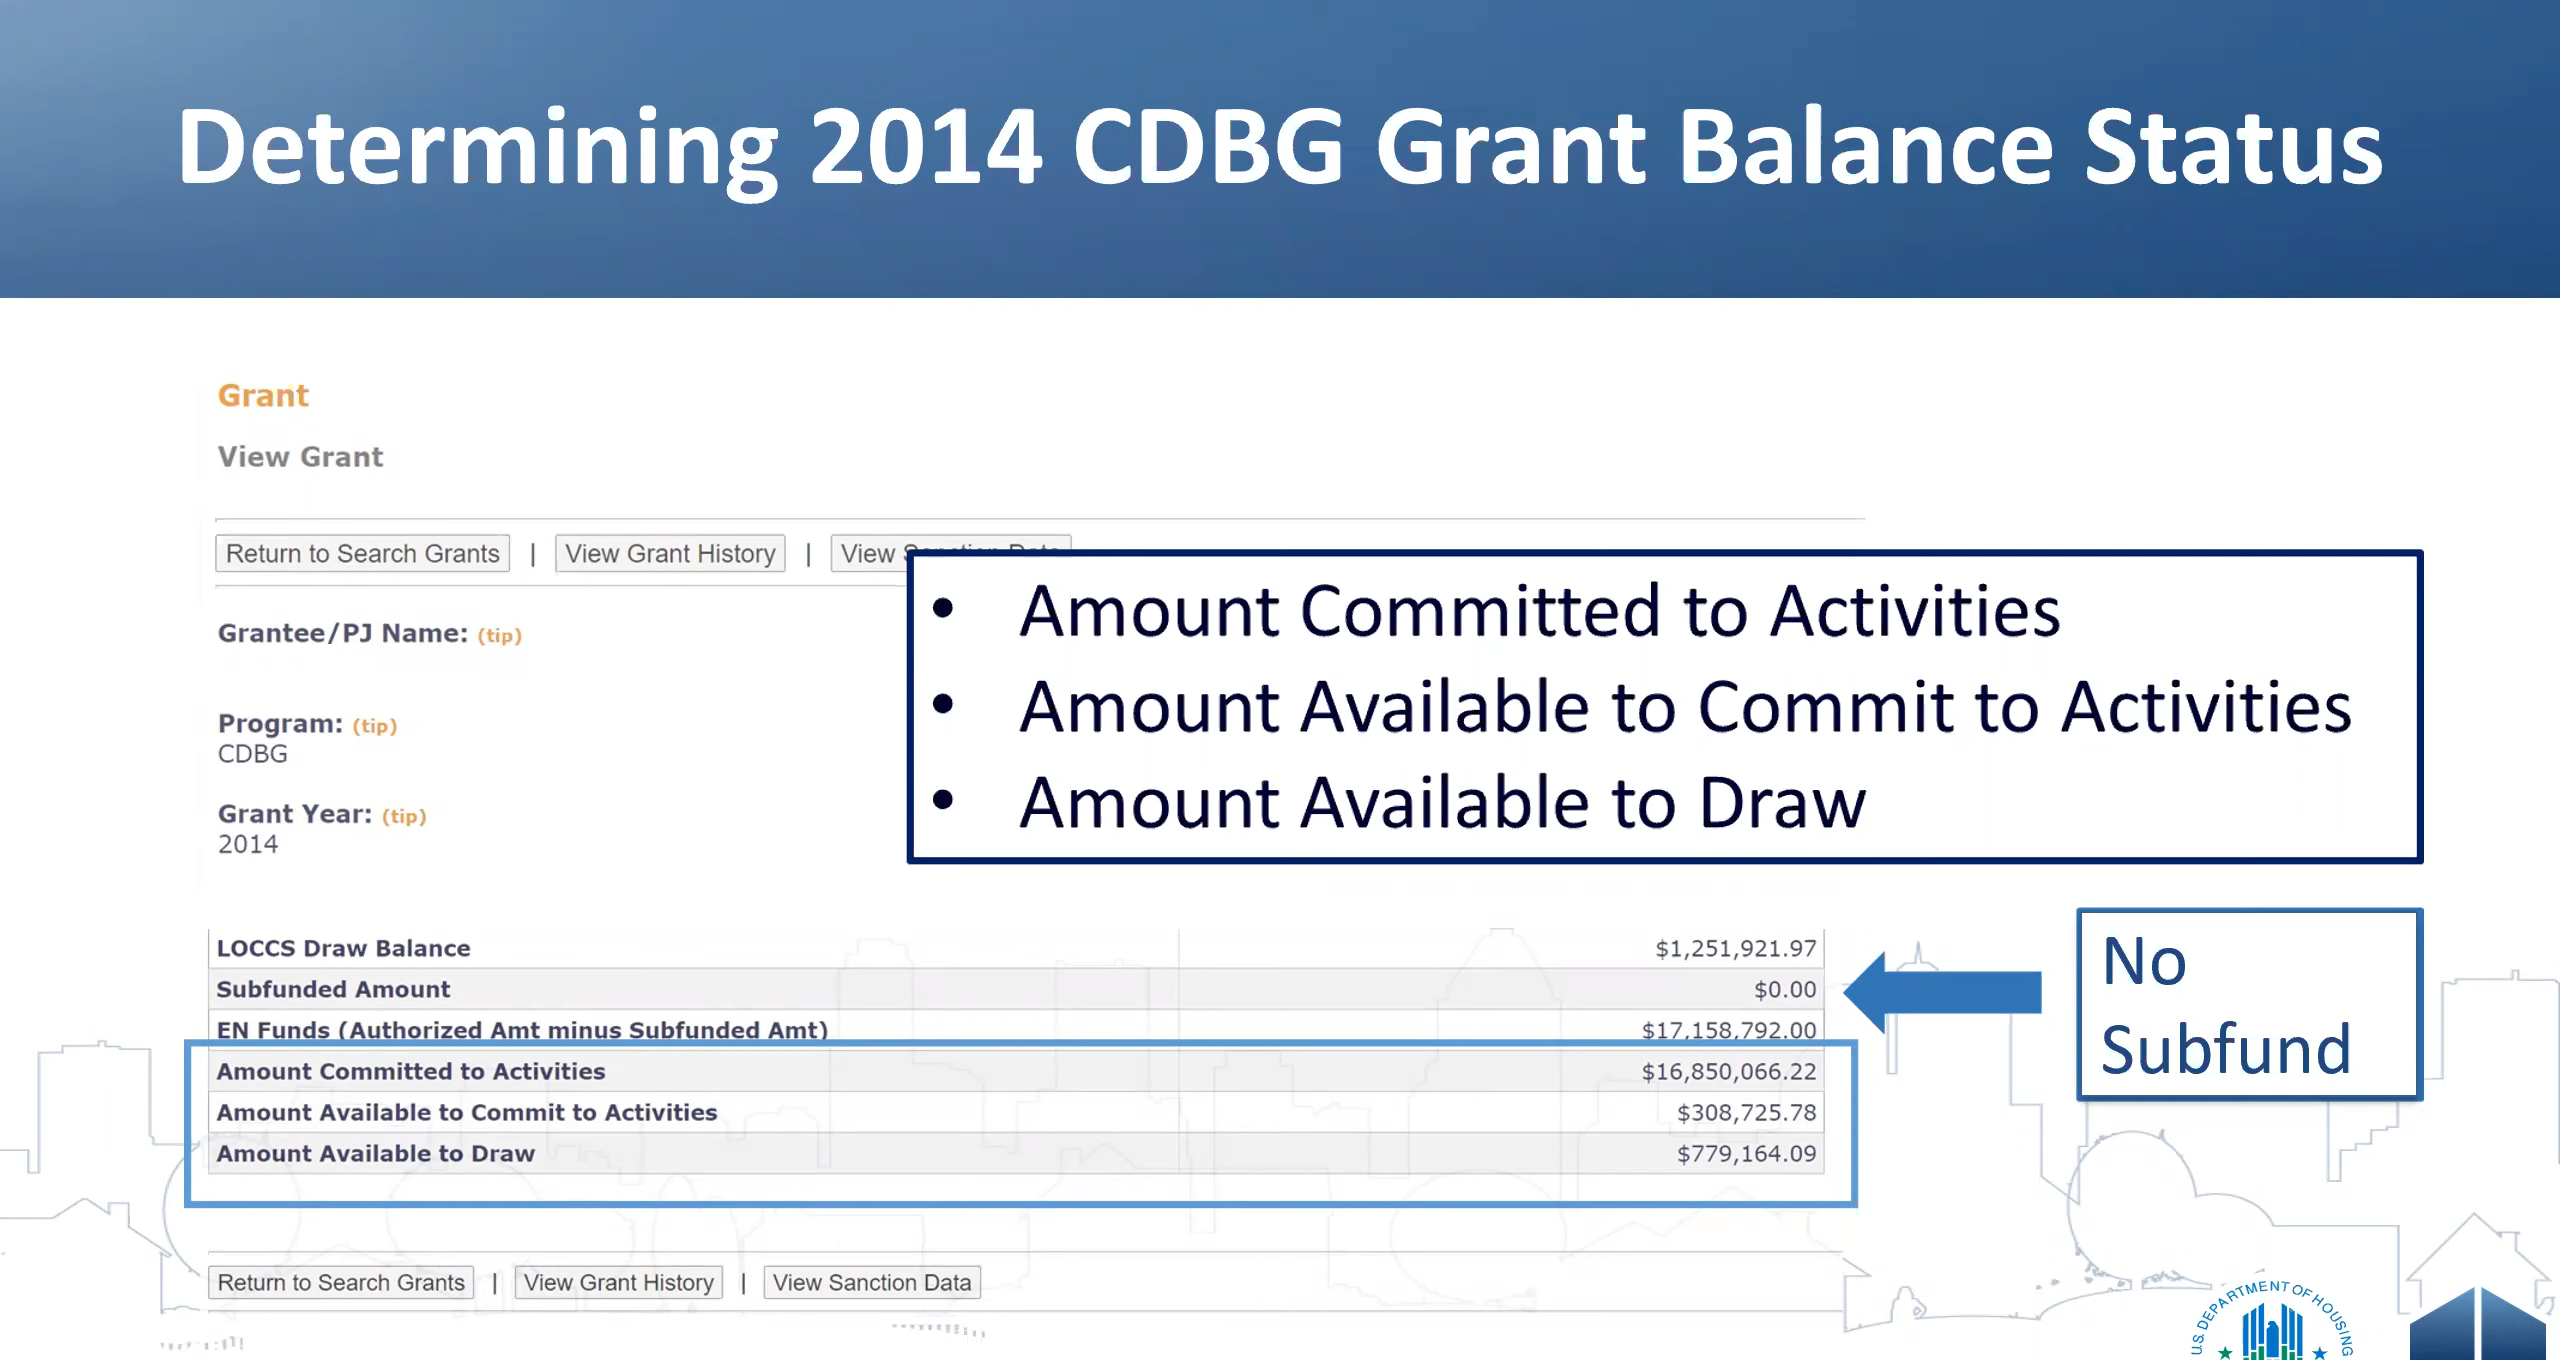 Determining 2014 CDBG Grant Balance Status
Grant
View Grant
Return to Search Grants | View Grant History | View
Grantee/PJ Name: (tip)
Program: (tip)
CDBG
Grant Year: (tip)
2014
• Amount Committed to Activities
• Amount Available to Commit to Activities
• Amount Available to Draw
LOCCS Draw Balance $1,251,921.97
Subfunded Amount $0.00
EN Funds (Authorized Amt minus Subfunded Amt) $17,158,792.00
Amount Committed to Activities $16,850,066.22
Amount Available to Commit to Activities $308,725.78
Amount Available to Draw $779,164.09
No
Subfund
Return to Search Grants | View Grant History | View Sanction Data
U.S. DEPARTMENT OF HOUSING